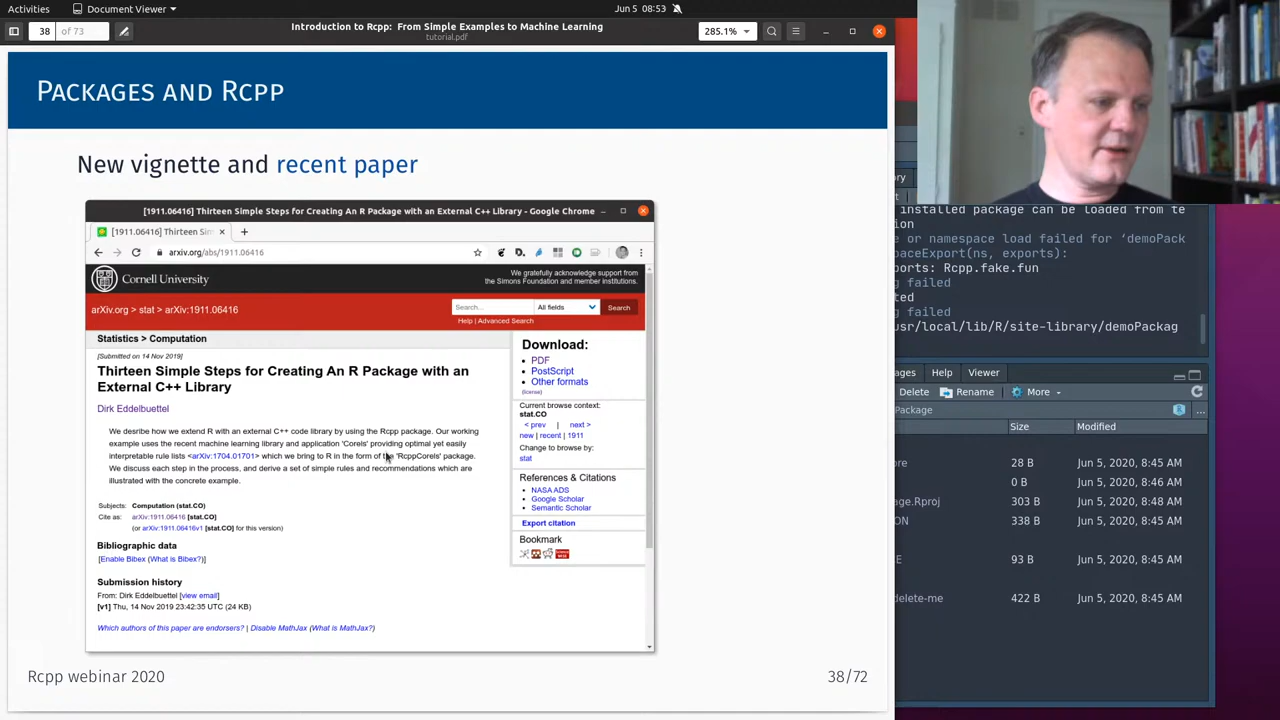 Activities
Document Viewer
Jun 5 08:53
38 of 73
Introduction to Rcpp: From Simple Examples to Machine Learning
tutorial.pdf
285.1%
Packages and Rcpp
New vignette and recent paper
[1911.06416] Thirteen Simple Steps for Creating An R Package with an External C++ Library - Google Chrome
[1911.06416] Thirteen Sim
arxiv.org/abs/1911.06416
Cornell University
We gratefully acknowledge support from
the Simons Foundation and member institutions.
arXiv.org > stat > arXiv:1911.06416
Search...
All fields
Search
Help | Advanced Search
Statistics > Computation
[Submitted on 14 Nov 2019]
Thirteen Simple Steps for Creating An R Package with an
External C++ Library
Dirk Eddelbuettel
We desribe how we extend R with an external C++ code library by using the Rcpp package. Our working
example uses the recent machine learning library and application 'Corels' providing optimal yet easily
interpretable rule lists <arXiv:1704.01701> which we bring to R in the form of the 'RcppCorels' package.
We discuss each step in the process, and derive a set of simple rules and recommendations which are
illustrated with the concrete example.
Subjects: Computation (stat.CO)
Cite as: arXiv:1911.06416 [stat.CO]
(or arXiv:1911.06416v1 [stat.CO] for this version)
Bibliographic data
[Enable Bibex (What is Bibex?)]
Submission history
From: Dirk Eddelbuettel [view email]
[v1] Thu, 14 Nov 2019 23:42:35 UTC (24 KB)
Which authors of this paper are endorsers? | Disable MathJax (What is MathJax?)
Download:
PDF
PostScript
Other formats
(license)
Current browse context:
stat.CO
< prev | next >
new | recent | 1911
Change to browse by:
stat
References & Citations
NASA ADS
Google Scholar
Semantic Scholar
Export citation
Bookmark
Rcpp webinar 2020
38/72
installed package can be loaded from te
e or namespace load failed for ‘demoPack
spaceExport(ns, exports):
ports: Rcpp.fake.fun
failed
usr/local/lib/R/site-library/demoPackag
Help
Viewer
Delete
Rename
More
Package
Size
Modified
28 B
Jun 5, 2020, 8:45 AM
0 B
Jun 5, 2020, 8:46 AM
age.Rproj
303 B
Jun 5, 2020, 8:48 AM
338 B
Jun 5, 2020, 8:45 AM
93 B
Jun 5, 2020, 8:45 AM
delete-me
422 B
Jun 5, 2020, 8:45 AM